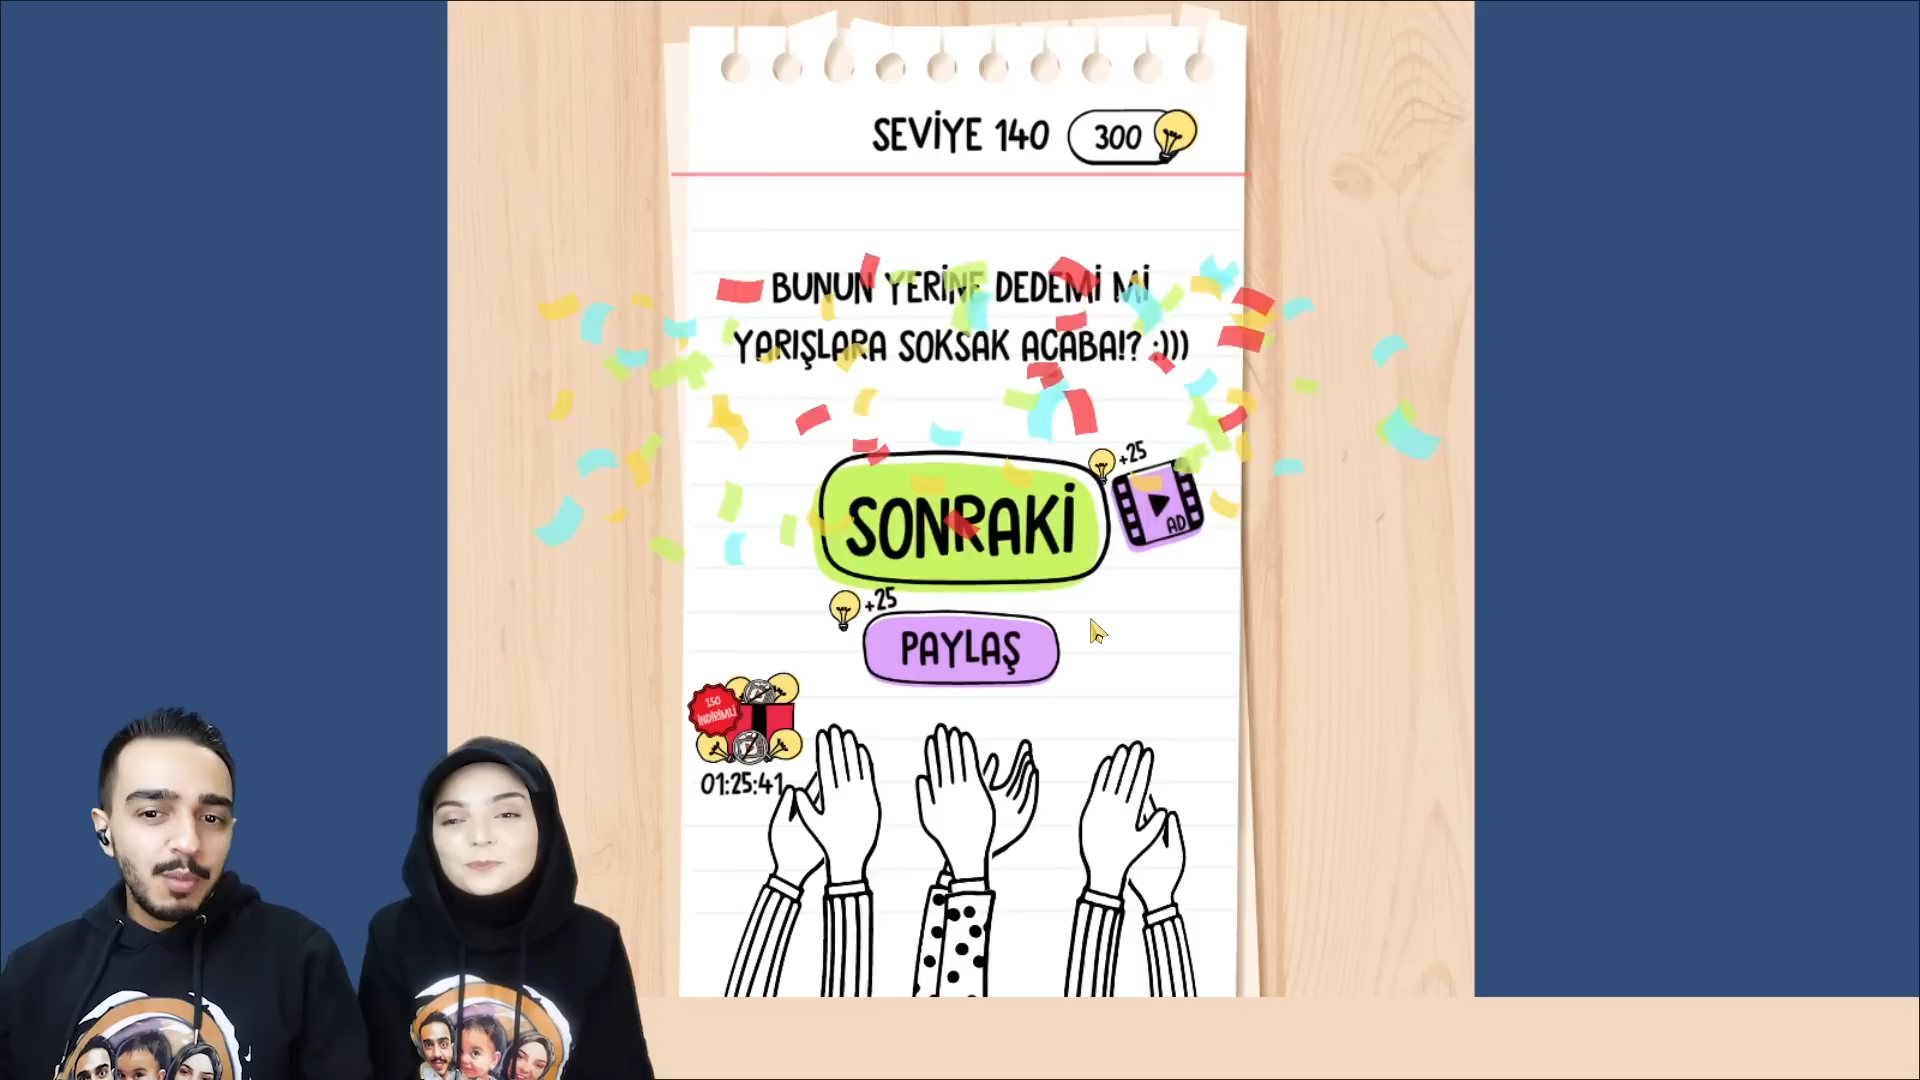 SEVİYE 140
300
BUNUN YERİNE DEDEMİ Mİ
YARIŞLARA SOKSAK ACABA!? :)))
+25
SONRAKİ
AD
+25
PAYLAŞ
%50
İNDİRİMLİ
01:25:41